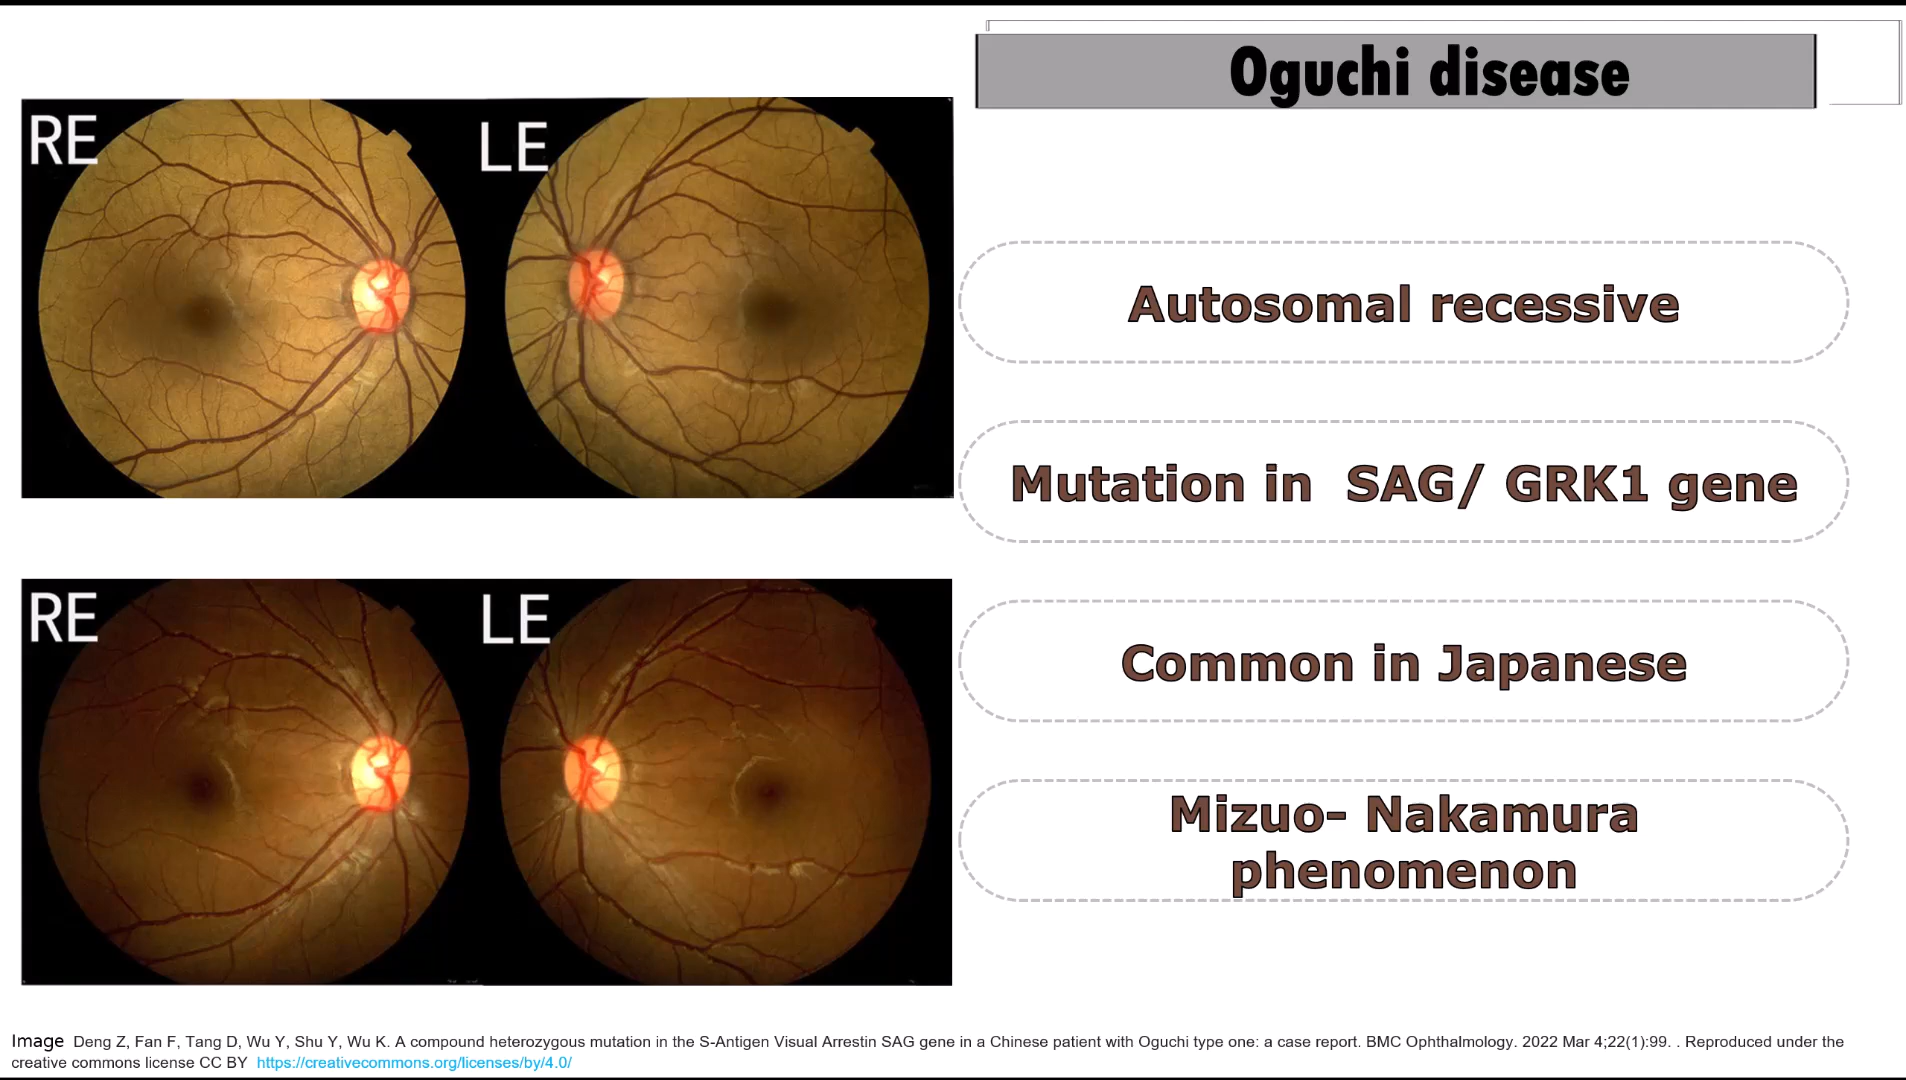 Oguchi disease
RE
LE
Autosomal recessive
Mutation in  SAG/ GRK1 gene
RE
LE
Common in Japanese
Mizuo- Nakamura
phenomenon
Image  Deng Z, Fan F, Tang D, Wu Y, Shu Y, Wu K. A compound heterozygous mutation in the S-Antigen Visual Arrestin SAG gene in a Chinese patient with Oguchi type one: a case report. BMC Ophthalmology. 2022 Mar 4;22(1):99. . Reproduced under the
creative commons license CC BY  https://creativecommons.org/licenses/by/4.0/